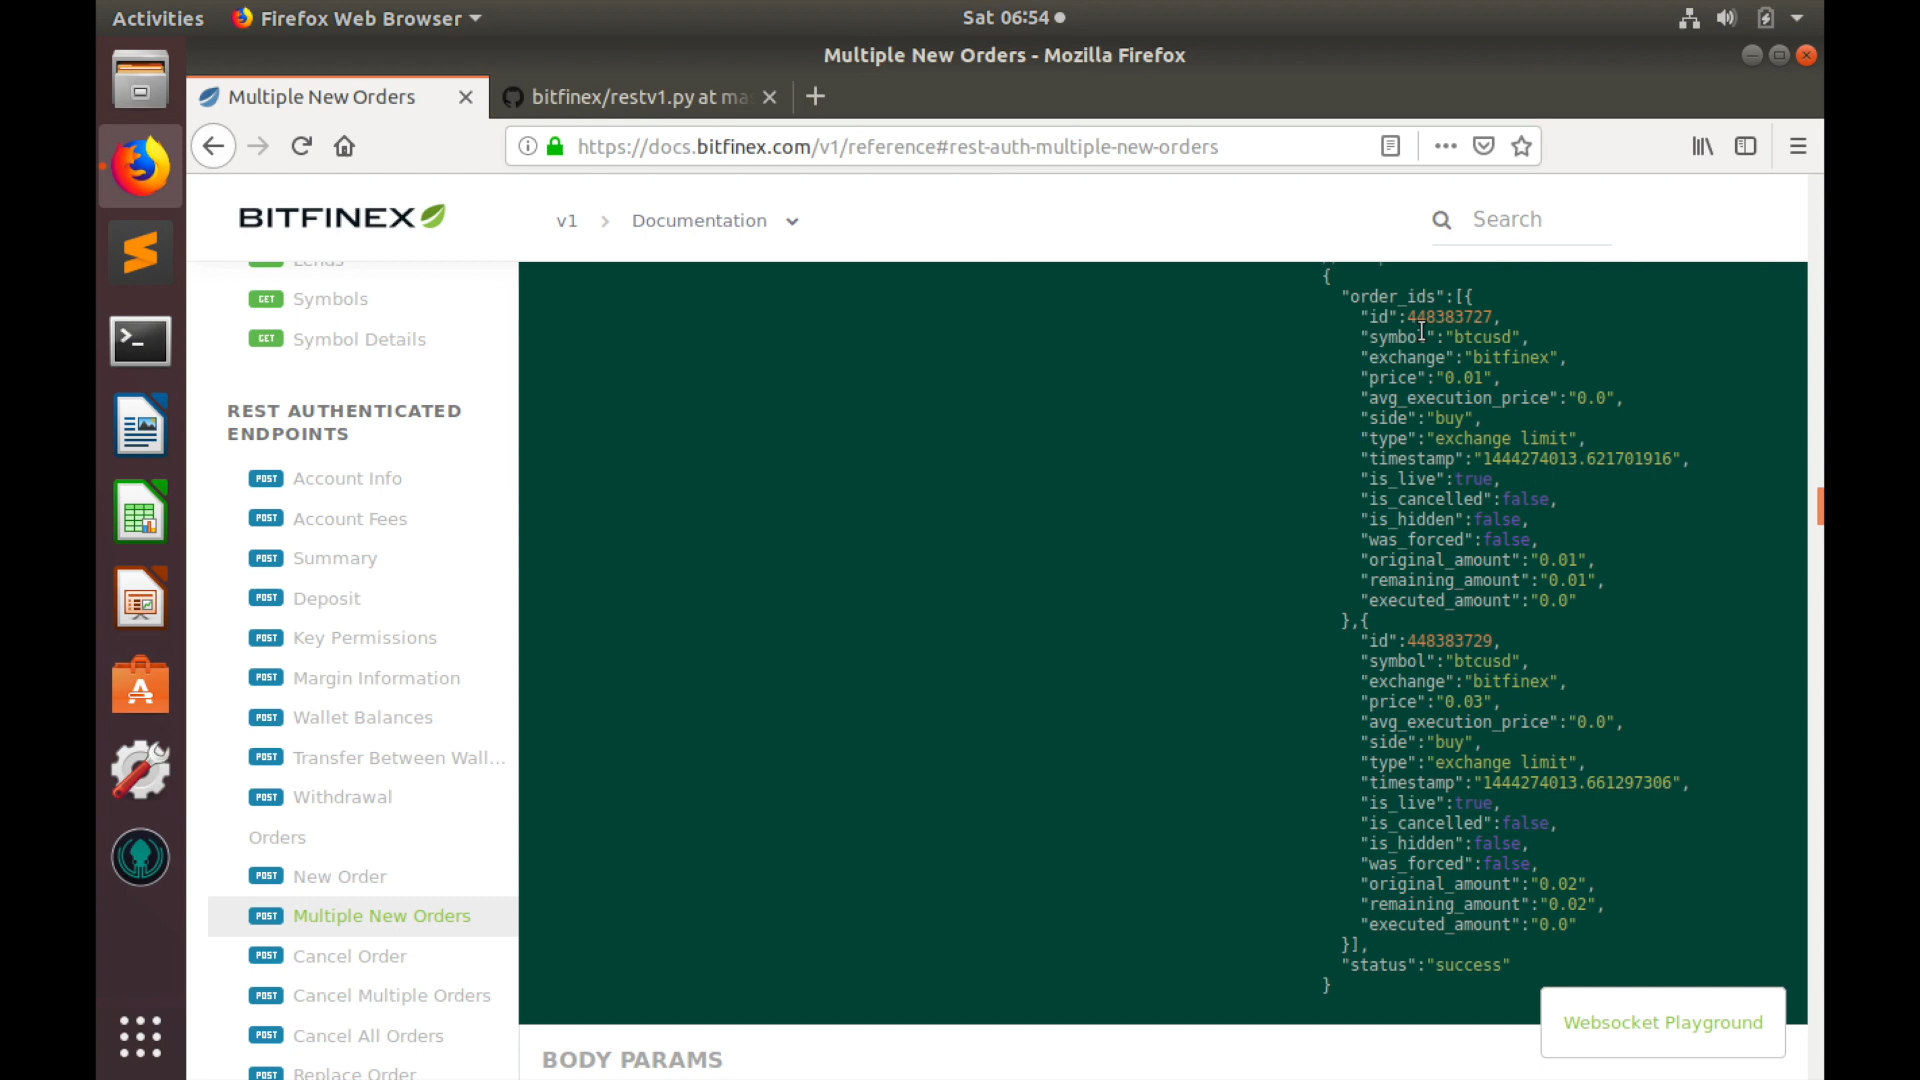 Activities
Firefox Web Browser
Sat 06:54
Multiple New Orders - Mozilla Firefox
Multiple New Orders
bitfinex/restv1.py at ma
https://docs.bitfinex.com/v1/reference#rest-auth-multiple-new-orders
BITFINEX
v1
Documentation
Search
Lends
GET Symbols
GET Symbol Details
REST AUTHENTICATED
ENDPOINTS
POST Account Info
POST Account Fees
POST Summary
POST Deposit
POST Key Permissions
POST Margin Information
POST Wallet Balances
POST Transfer Between Wall...
POST Withdrawal
Orders
POST New Order
POST Multiple New Orders
POST Cancel Order
POST Cancel Multiple Orders
POST Cancel All Orders
POST Replace Order
{
"order_ids":[{
"id":448383727,
"symbol":"btcusd",
"exchange":"bitfinex",
"price":"0.01",
"avg_execution_price":"0.0",
"side":"buy",
"type":"exchange limit",
"timestamp":"1444274013.621701916",
"is_live":true,
"is_cancelled":false,
"is_hidden":false,
"was_forced":false,
"original_amount":"0.01",
"remaining_amount":"0.01",
"executed_amount":"0.0"
},{
"id":448383729,
"symbol":"btcusd",
"exchange":"bitfinex",
"price":"0.03",
"avg_execution_price":"0.0",
"side":"buy",
"type":"exchange limit",
"timestamp":"1444274013.661297306",
"is_live":true,
"is_cancelled":false,
"is_hidden":false,
"was_forced":false,
"original_amount":"0.02",
"remaining_amount":"0.02",
"executed_amount":"0.0"
}],
"status":"success"
}
Websocket Playground
BODY PARAMS